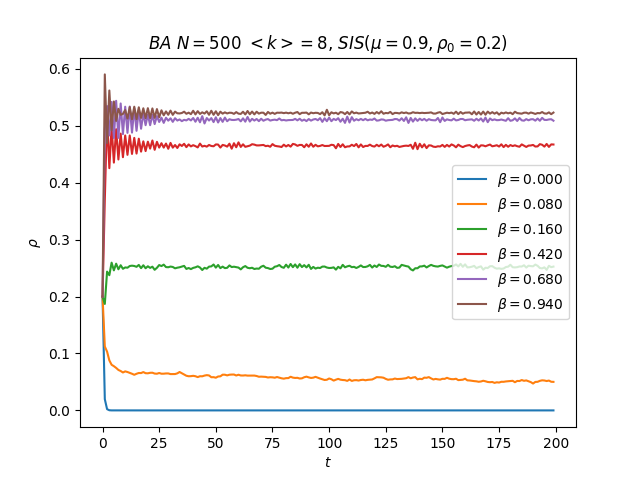 BA N = 500 < k >= 8, SIS(μ = 0.9, ρ₀ = 0.2)
0.6
0.5
0.4
0.3
0.2
0.1
0.0
ρ
β = 0.000
β = 0.080
β = 0.160
β = 0.420
β = 0.680
β = 0.940
0 25 50 75 100 125 150 175 200
t